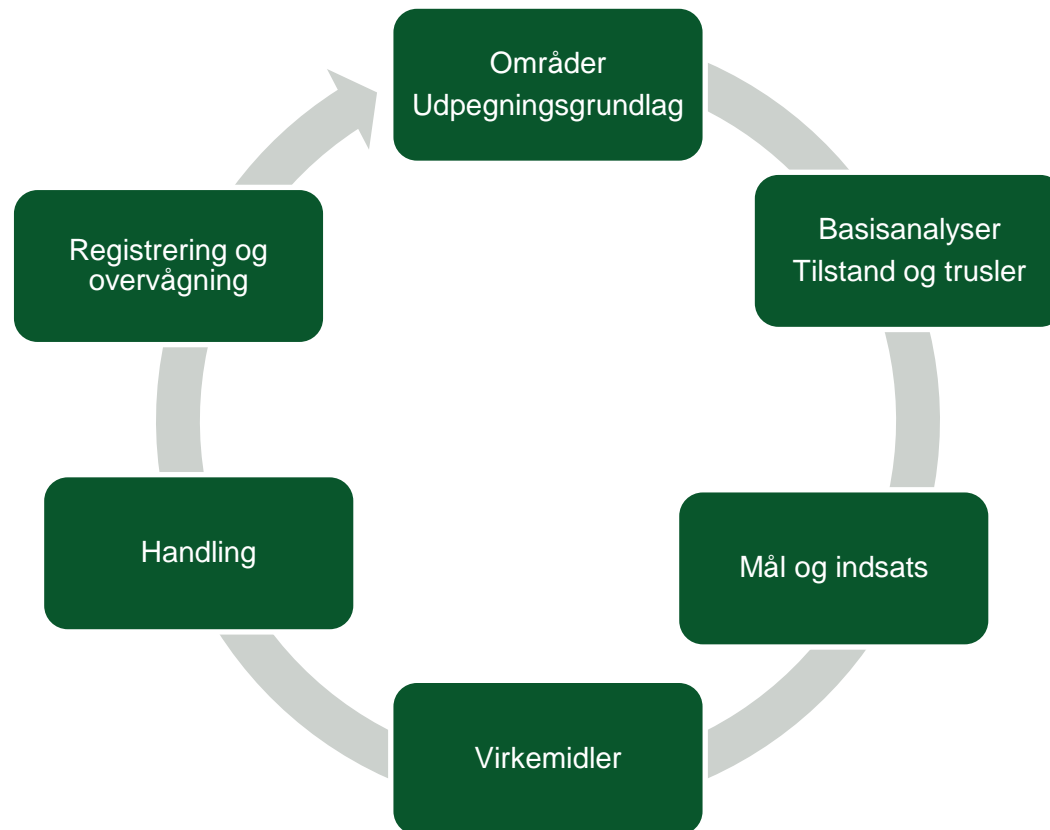 Områder
Udpegningsgrundlag
Basisanalyser
Tilstand og trusler
Mål og indsats
Virkemidler
Handling
Registrering og
overvågning